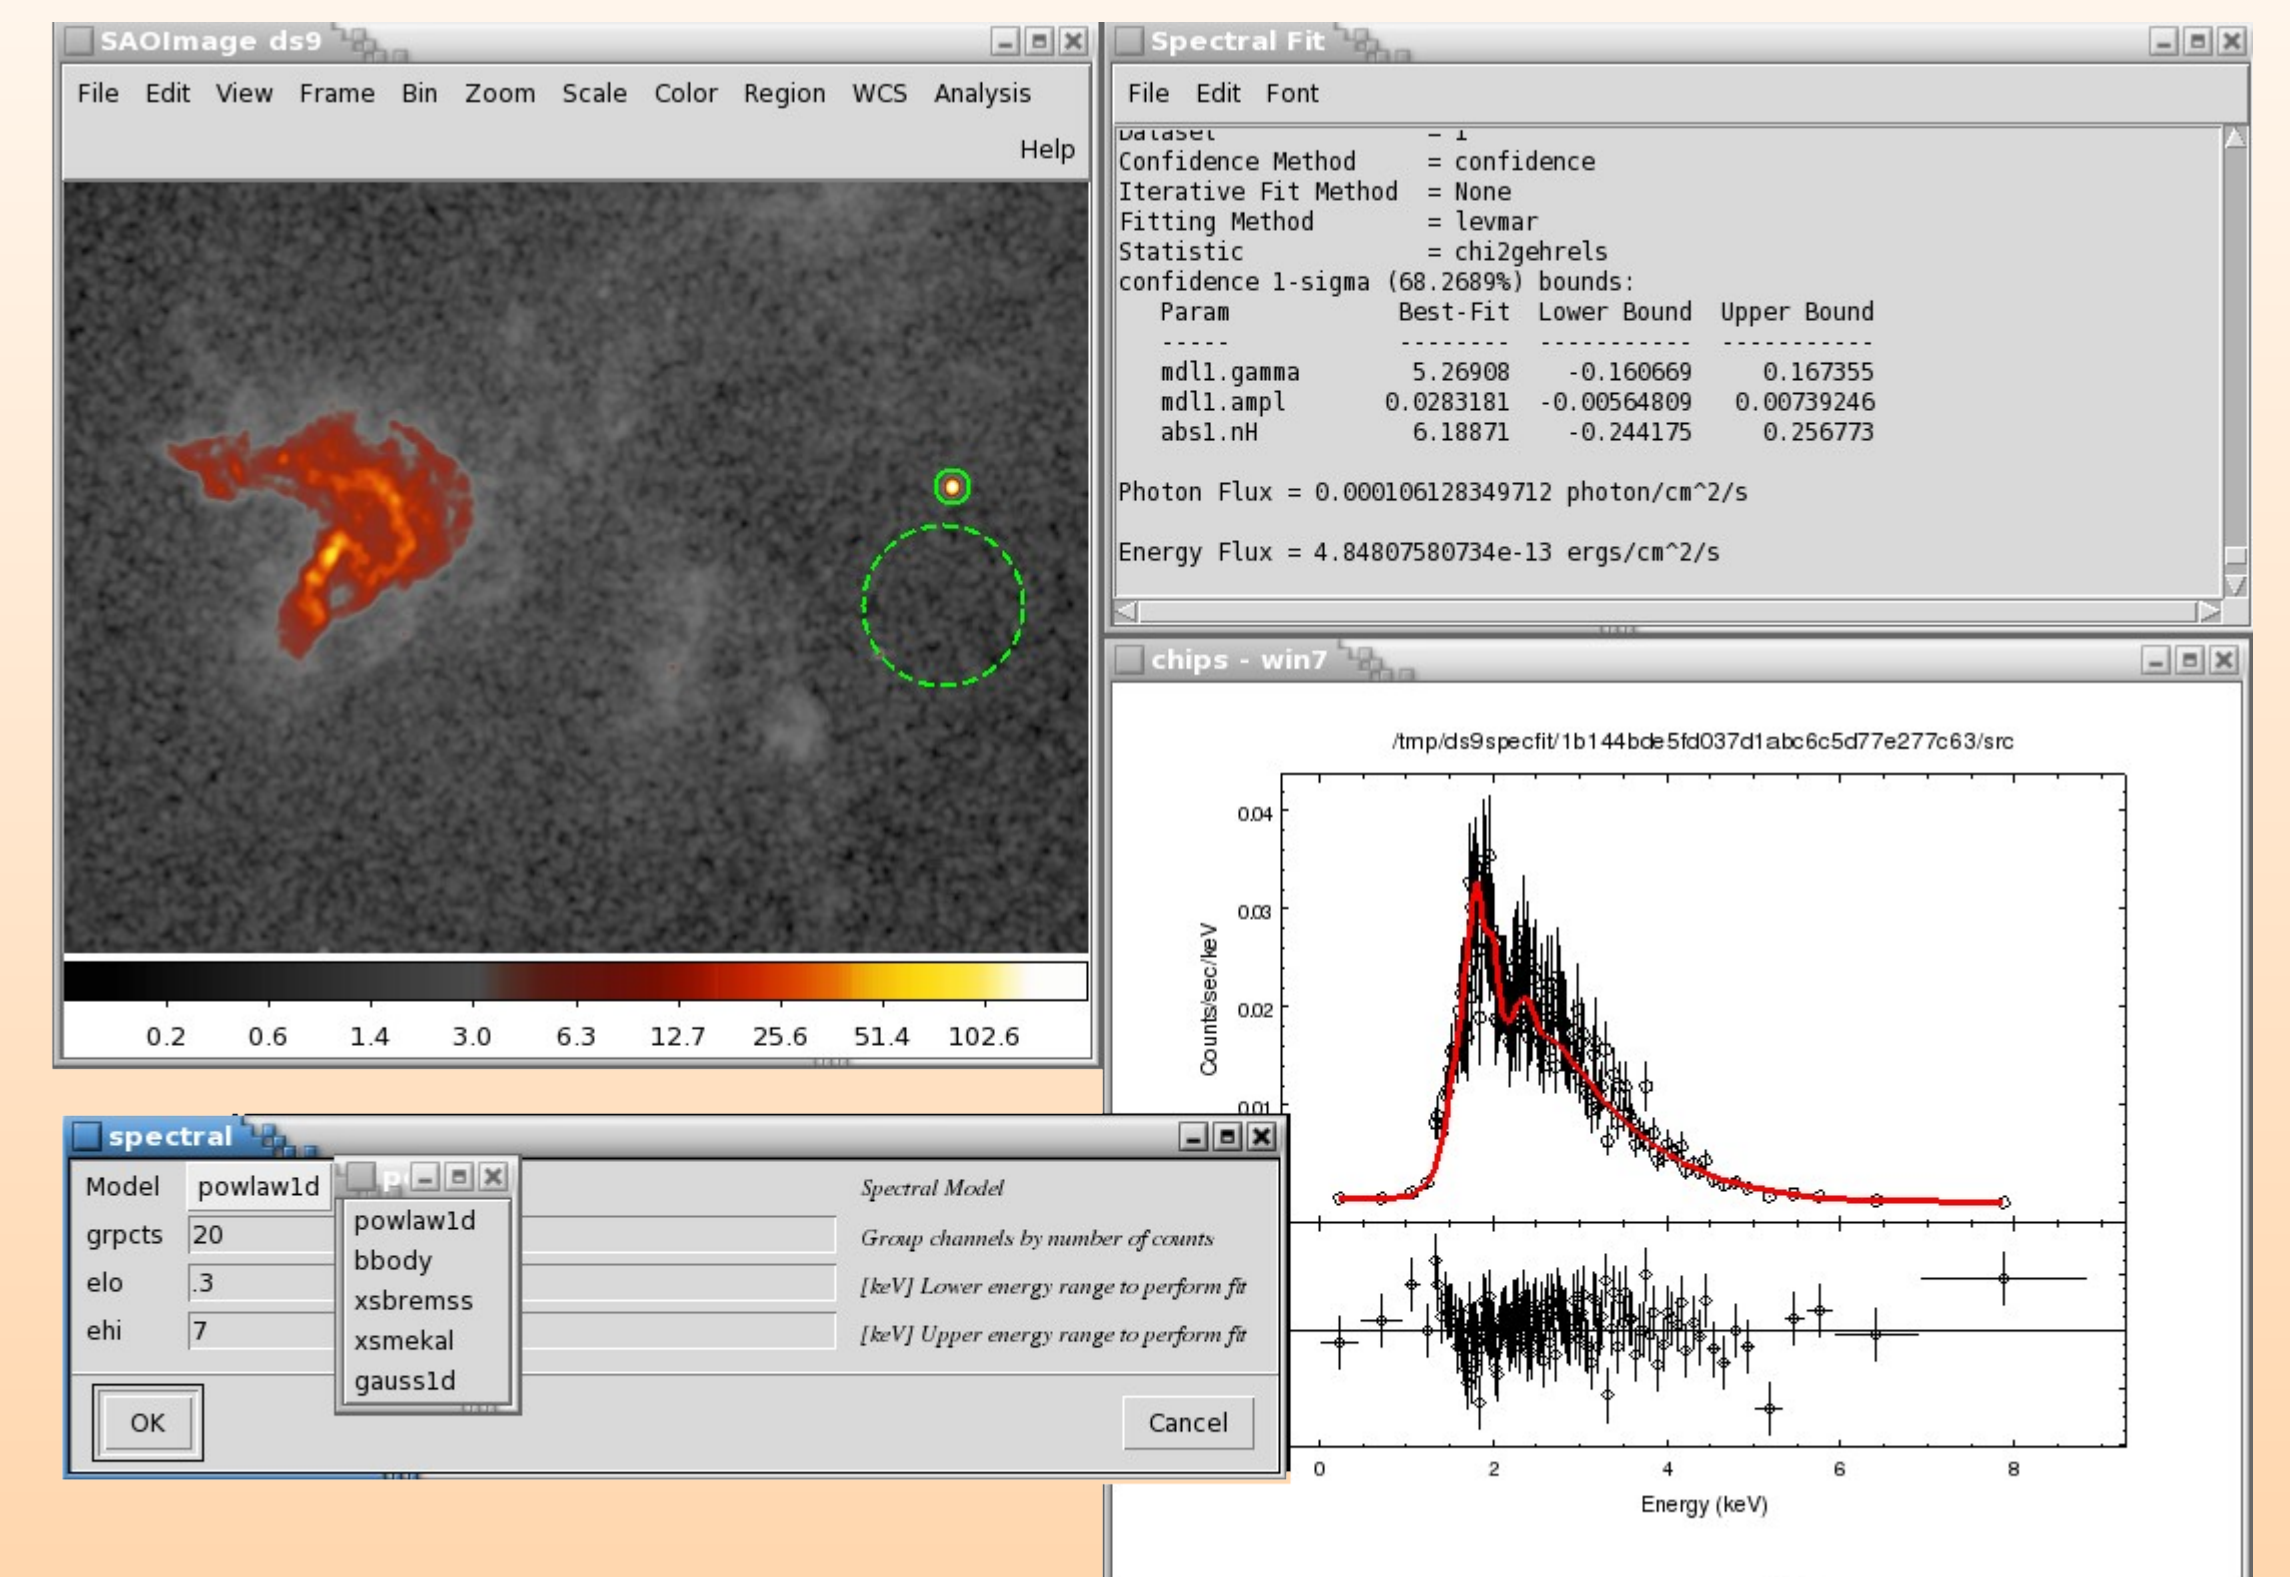 SAOImage ds9
File Edit View Frame Bin Zoom Scale Color Region WCS Analysis
Help
0.2 0.6 1.4 3.0 6.3 12.7 25.6 51.4 102.6
Spectral Fit
File Edit Font
Dataset = 1
Confidence Method = confidence
Iterative Fit Method = None
Fitting Method = levmar
Statistic = chi2gehrels
confidence 1-sigma (68.2689%) bounds:
Param Best-Fit Lower Bound Upper Bound
----- -------- ----------- -----------
mdl1.gamma 5.26908 -0.160669 0.167355
mdl1.ampl 0.0283181 -0.00564809 0.00739246
abs1.nH 6.18871 -0.244175 0.256773
Photon Flux = 0.000106128349712 photon/cm^2/s
Energy Flux = 4.84807580734e-13 ergs/cm^2/s
chips - win7
/tmp/ds9specfit/1b144bde5fd037d1abc6c5d77e277c63/src
0.04
0.03
0.02
0.01
Counts/sec/keV
0 2 4 6 8
Energy (keV)
spectral
Model powlaw1d Spectral Model
grpcts 20 Group channels by number of counts
elo .3 [keV] Lower energy range to perform fit
ehi 7 [keV] Upper energy range to perform fit
p
powlaw1d
bbody
xsbremss
xsmekal
gauss1d
OK Cancel